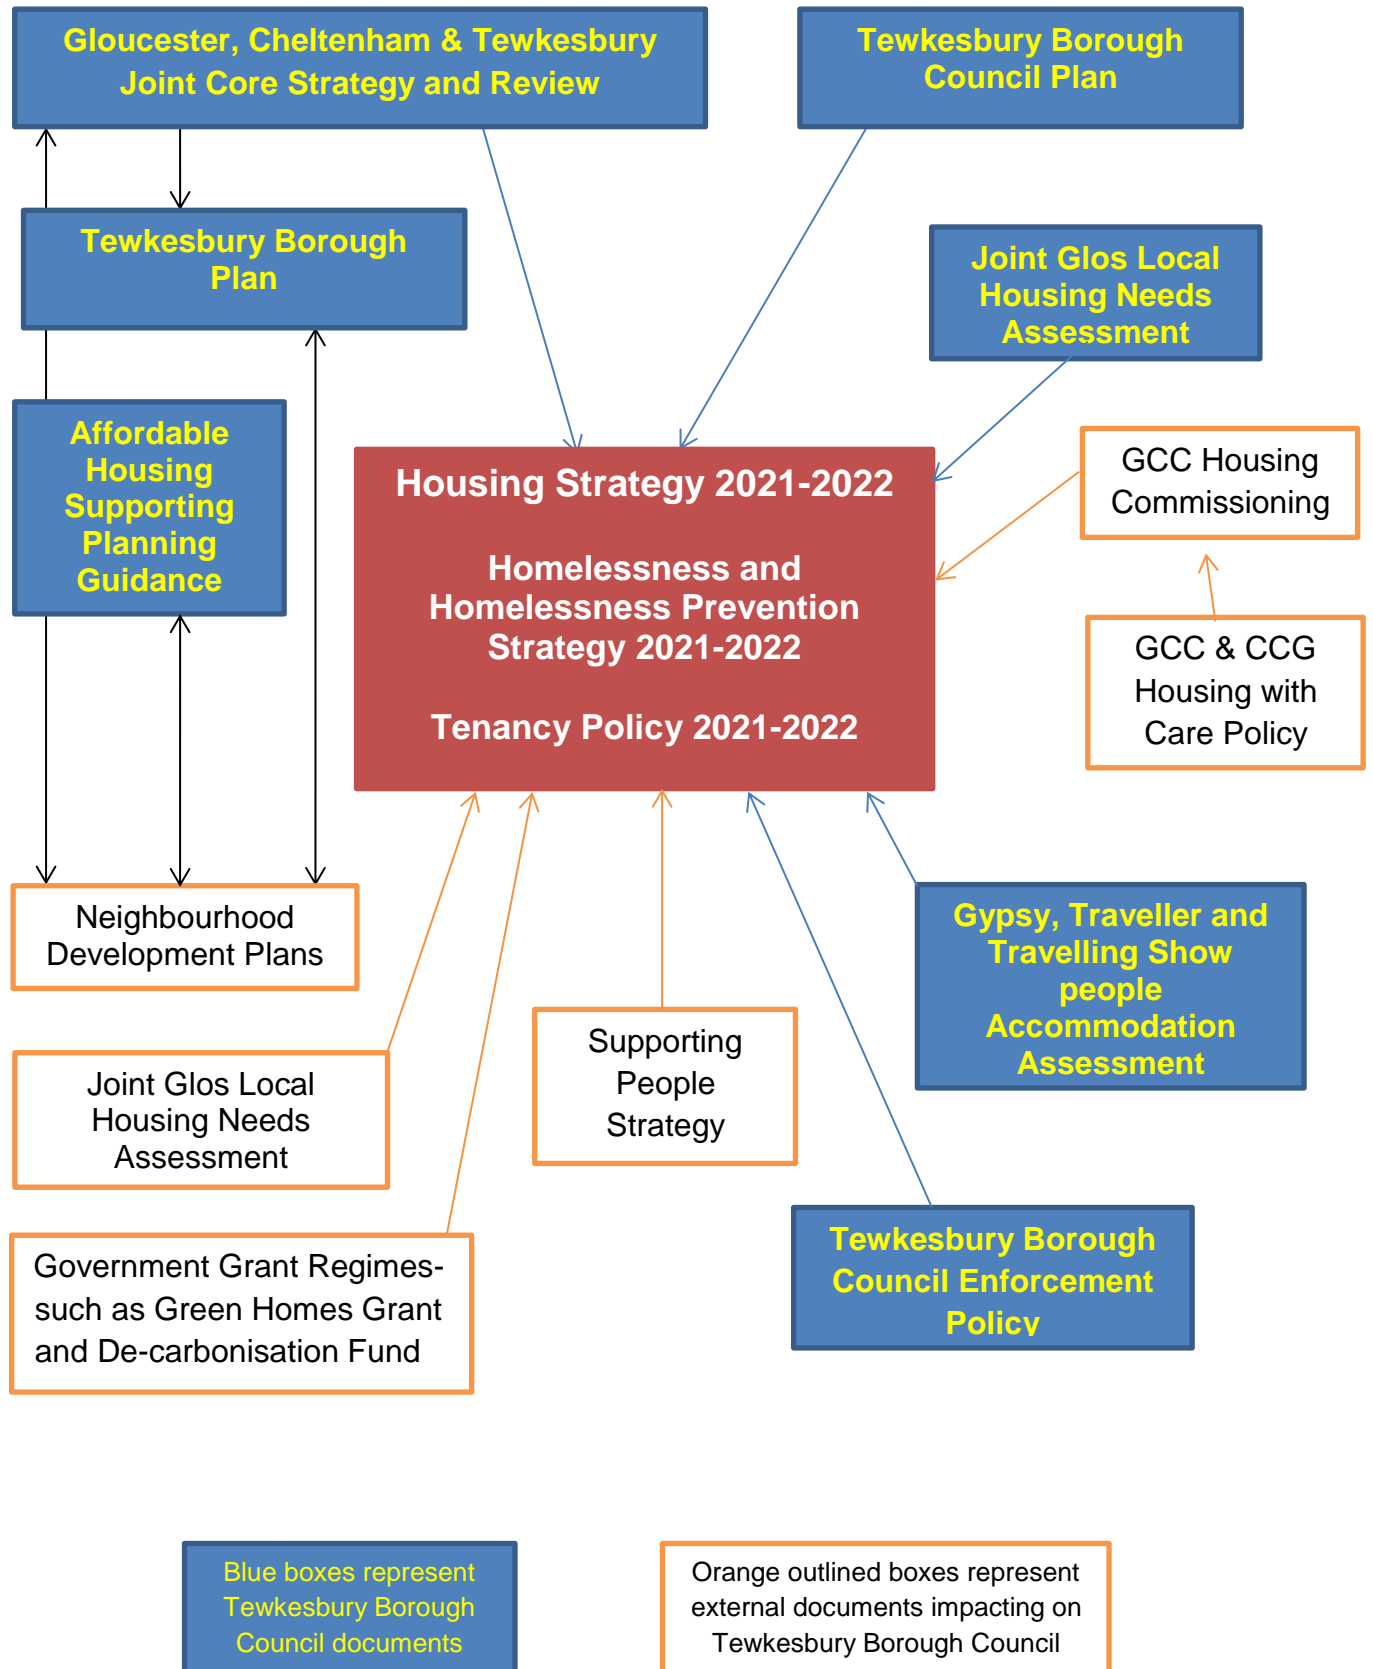 Gloucester, Cheltenham & Tewkesbury
Joint Core Strategy and Review
Tewkesbury Borough
Council Plan
Tewkesbury Borough
Plan
Joint Glos Local
Housing Needs
Assessment
Affordable
Housing
Supporting
Planning
Guidance
Housing Strategy 2021-2022
Homelessness and
Homelessness Prevention
Strategy 2021-2022
Tenancy Policy 2021-2022
GCC Housing
Commissioning
GCC & CCG
Housing with
Care Policy
Neighbourhood
Development Plans
Gypsy, Traveller and
Travelling Show
people
Accommodation
Assessment
Joint Glos Local
Housing Needs
Assessment
Supporting
People
Strategy
Tewkesbury Borough
Council Enforcement
Policy
Government Grant Regimes-
such as Green Homes Grant
and De-carbonisation Fund
Blue boxes represent
Tewkesbury Borough
Council documents
Orange outlined boxes represent
external documents impacting on
Tewkesbury Borough Council